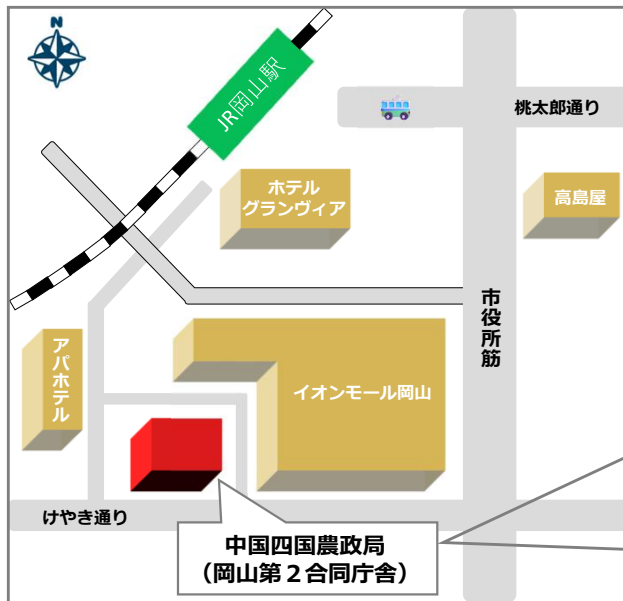 N
JR岡山駅
桃太郎通り
ホテル
グランヴィア
高島屋
市役所筋
アパホテル
イオンモール岡山
けやき通り
中国四国農政局
（岡山第２合同庁舎）